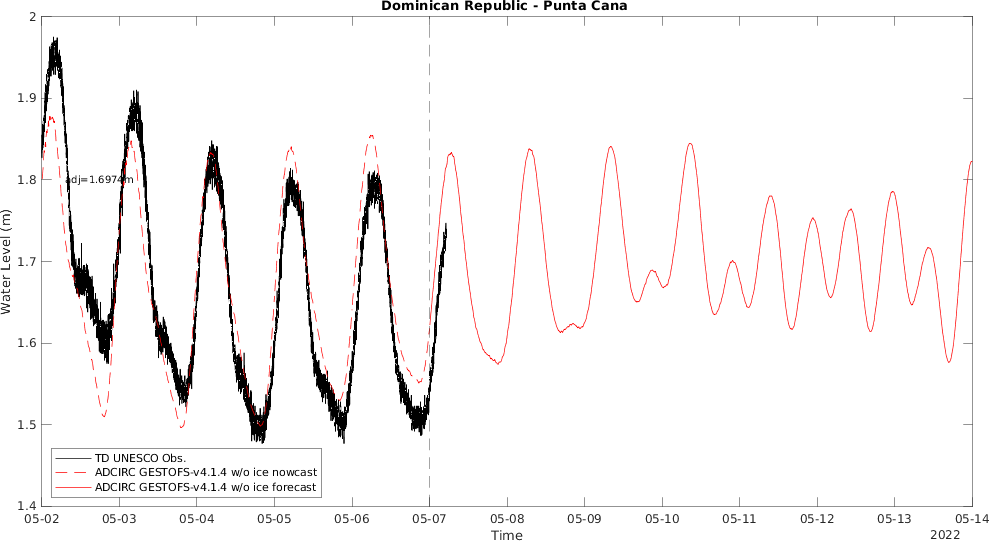 Dominican Republic - Punta Cana
Water Level (m)
2
1.9
1.8
1.7
1.6
1.5
1.4
adj=1.6974m
TD UNESCO Obs.
ADCIRC GESTOFS-v4.1.4 w/o ice nowcast
ADCIRC GESTOFS-v4.1.4 w/o ice forecast
05-02 05-03 05-04 05-05 05-06 05-07 05-08 05-09 05-10 05-11 05-12 05-13 05-14
Time
2022